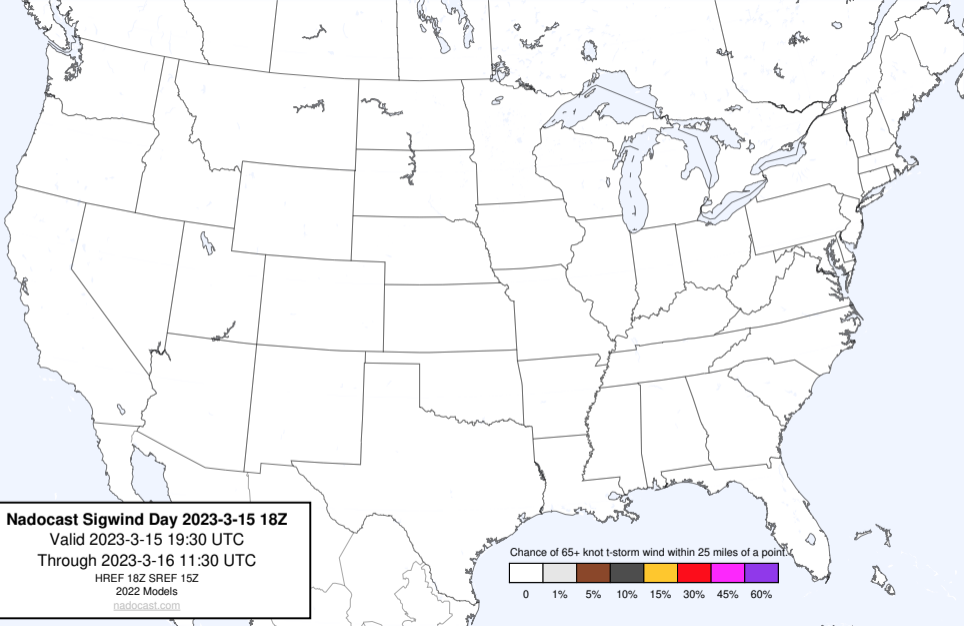 Nadocast Sigwind Day 2023-3-15 18Z
Valid 2023-3-15 19:30 UTC
Through 2023-3-16 11:30 UTC
HREF 18Z SREF 15Z
2022 Models
nadocast.com
Chance of 65+ knot t-storm wind within 25 miles of a point.
0 1% 5% 10% 15% 30% 45% 60%